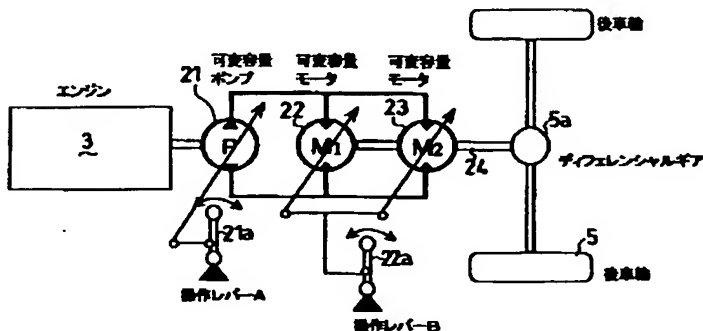 後車輪
可変容量
ポンプ
可変容量
モータ
可変容量
モータ
21
22
23
5a
エンジン
3
P
M1
M2
24
ディファレンシャルギア
21a
22a
5
操作レバーA
操作レバーB
後車輪